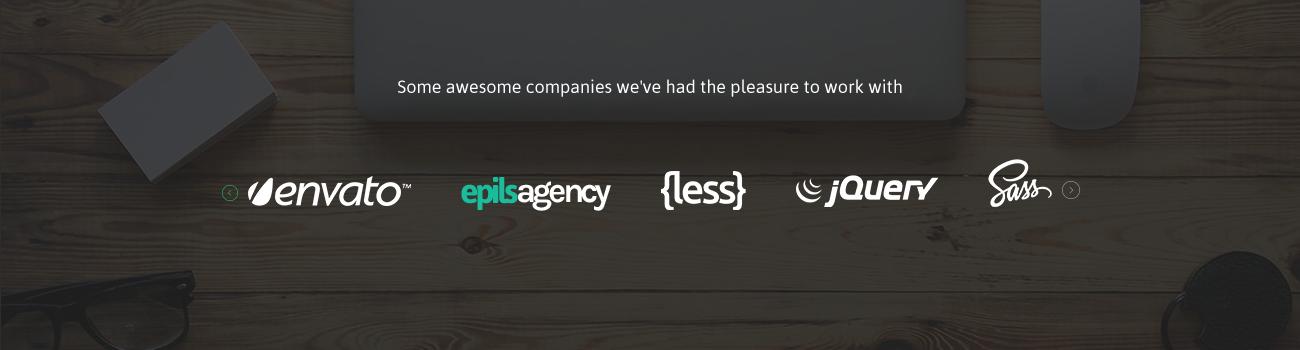 Some awesome companies we've had the pleasure to work with
envato™ epilsagency {less} jQuery Sass